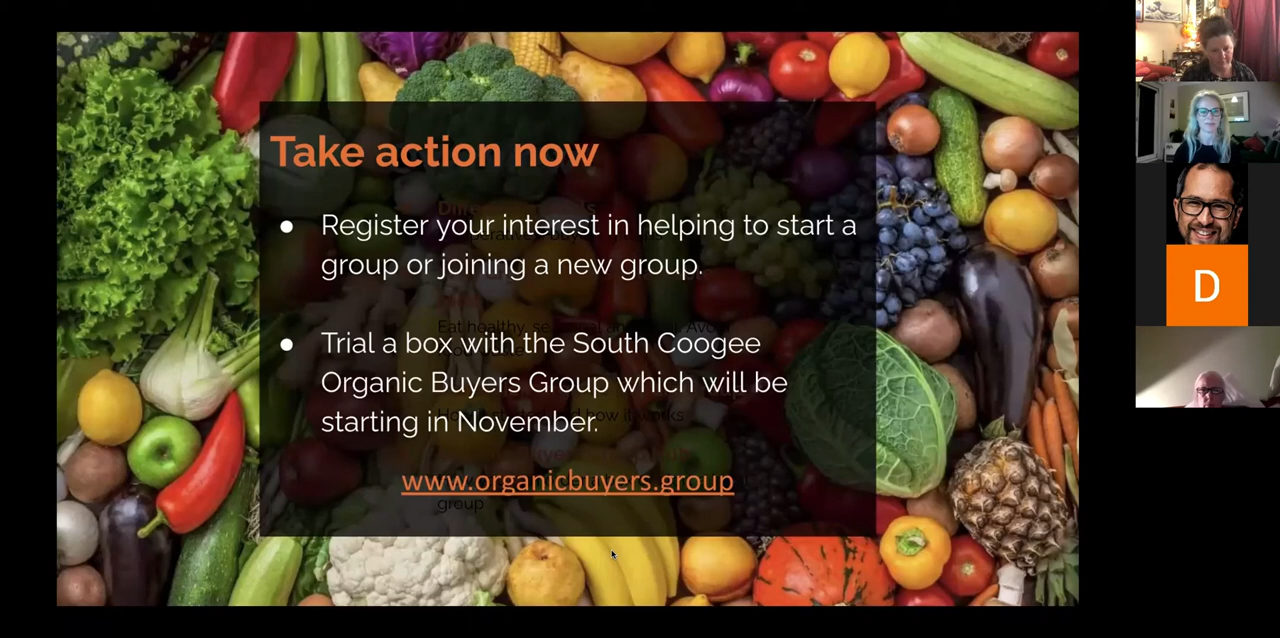 Take action now
● Register your interest in helping to start a
group or joining a new group.
● Trial a box with the South Coogee
Organic Buyers Group which will be
starting in November.
www.organicbuyers.group
group
D